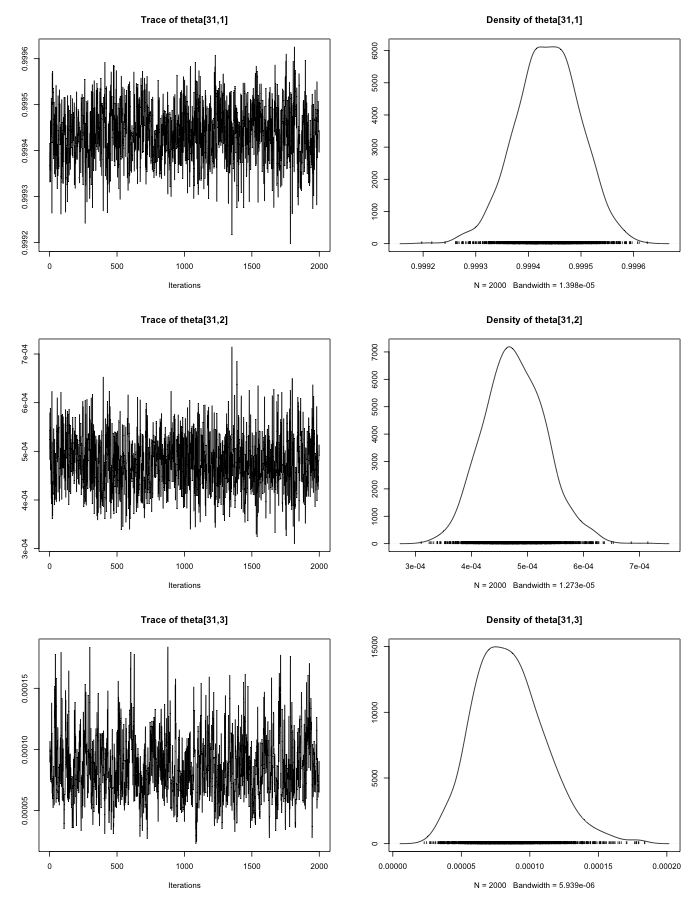 Trace of theta[31,1]
0.9992 0.9993 0.9994 0.9995 0.9996
0 500 1000 1500 2000
Iterations
Density of theta[31,1]
0 1000 2000 3000 4000 5000 6000
0.9992 0.9993 0.9994 0.9995 0.9996
N = 2000 Bandwidth = 1.398e-05
Trace of theta[31,2]
3e-04 4e-04 5e-04 6e-04 7e-04
0 500 1000 1500 2000
Iterations
Density of theta[31,2]
0 1000 2000 3000 4000 5000 6000 7000
3e-04 4e-04 5e-04 6e-04 7e-04
N = 2000 Bandwidth = 1.273e-05
Trace of theta[31,3]
0.00005 0.00010 0.00015
0 500 1000 1500 2000
Iterations
Density of theta[31,3]
0 5000 10000 15000
0.00000 0.00005 0.00010 0.00015 0.00020
N = 2000 Bandwidth = 5.939e-06